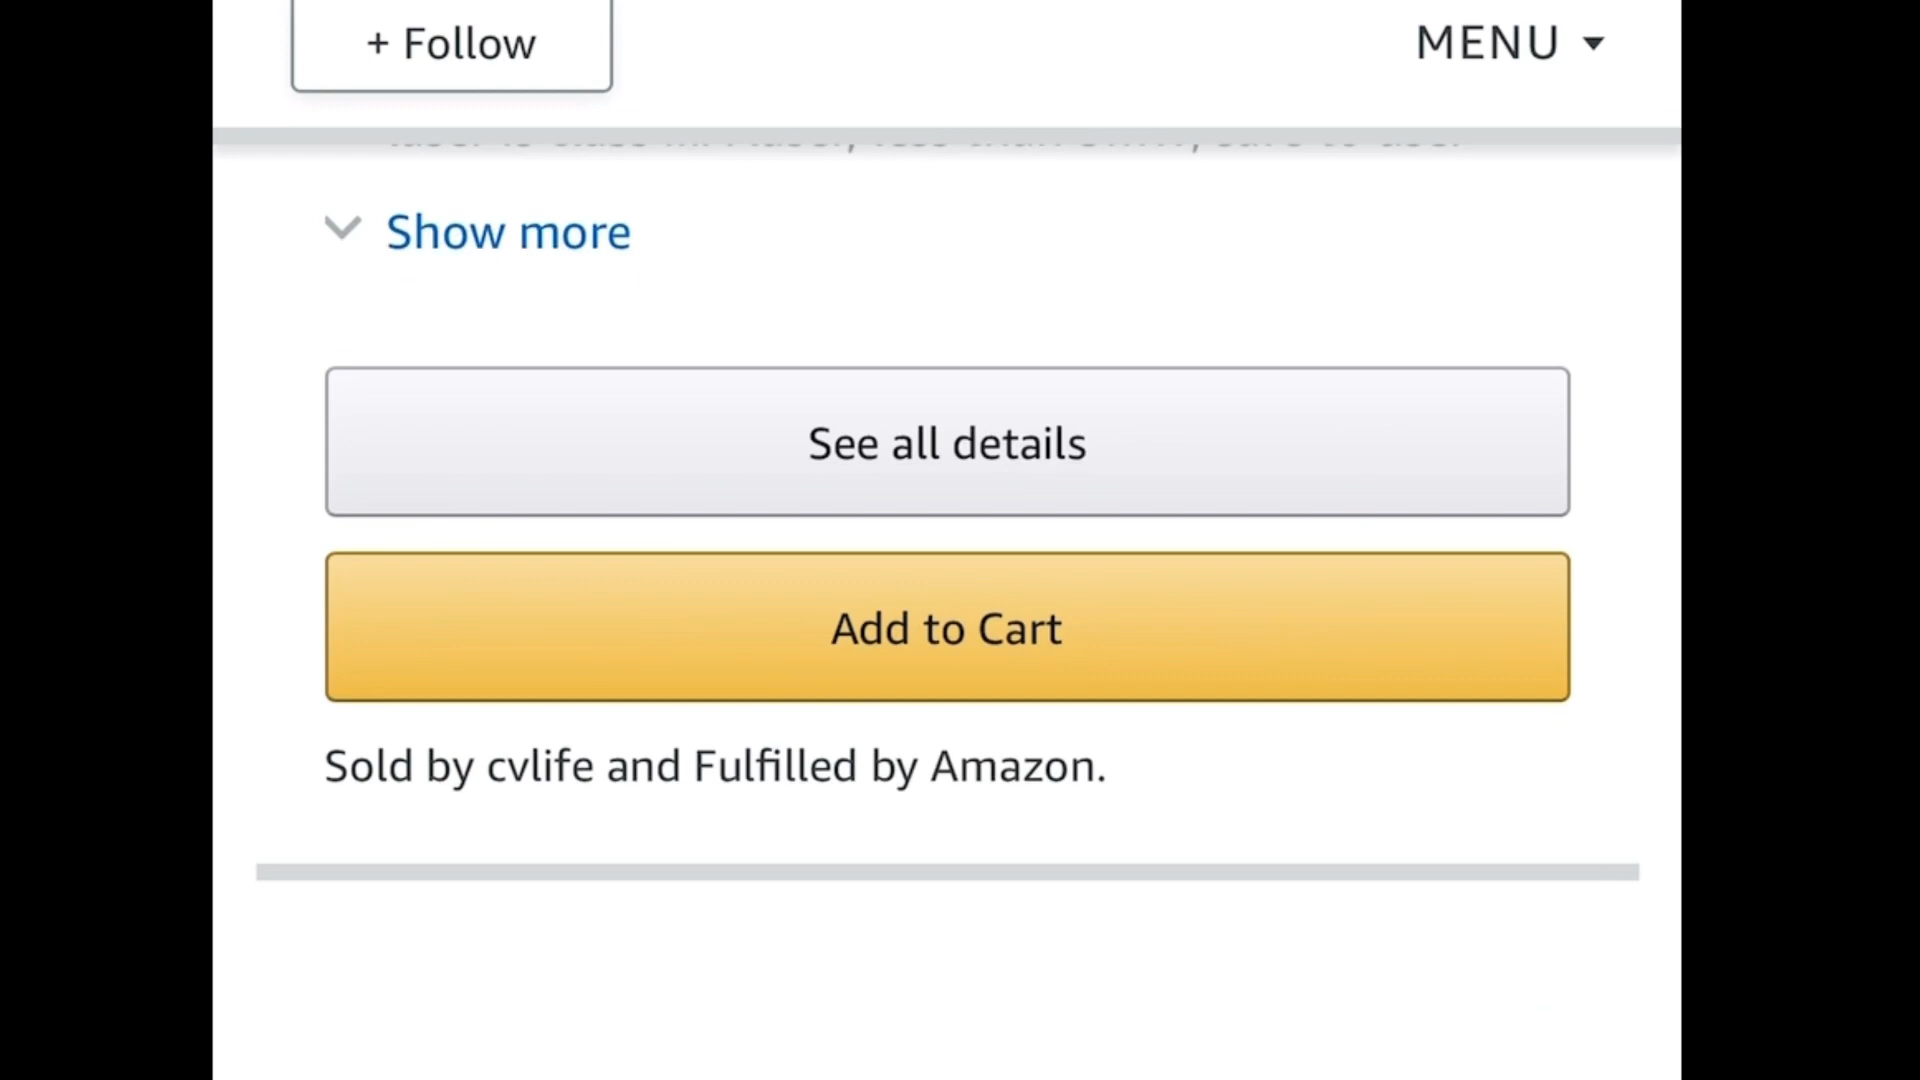 + Follow
MENU
Show more
See all details
Add to Cart
Sold by cvlife and Fulfilled by Amazon.